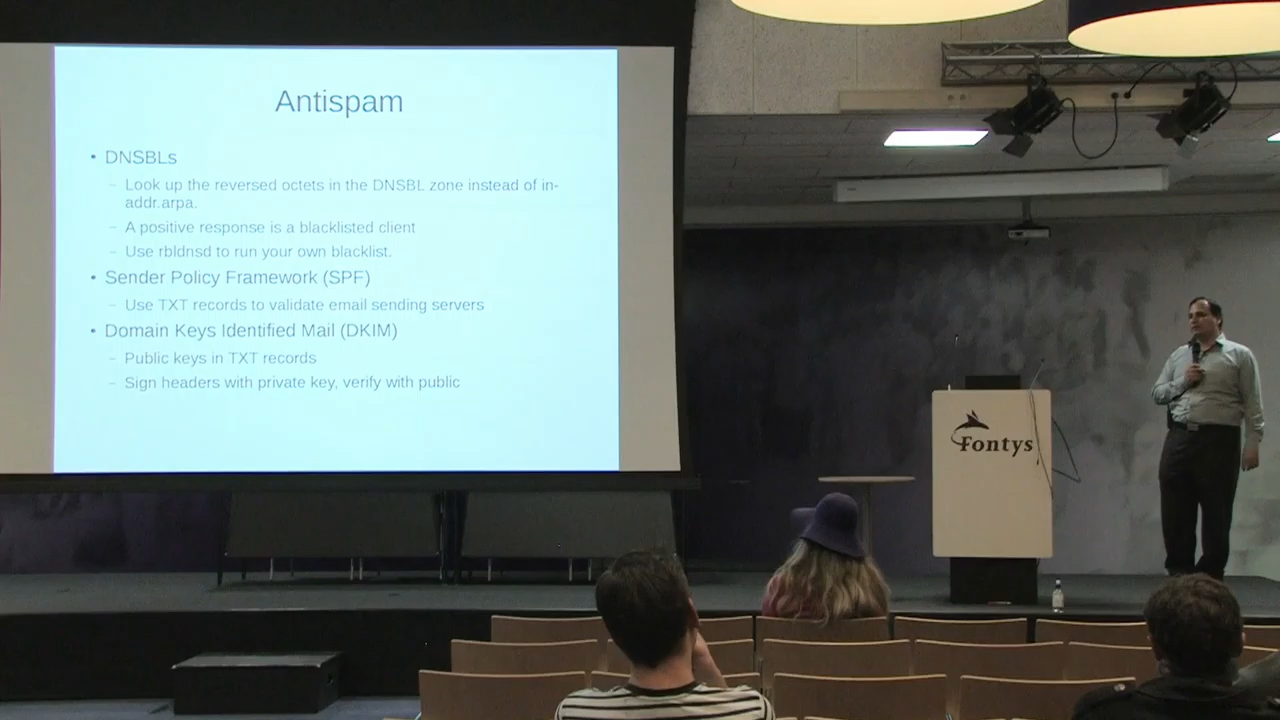 Antispam
• DNSBLs
– Look up the reversed octets in the DNSBL zone instead of in-
addr.arpa.
– A positive response is a blacklisted client
– Use rbldnsd to run your own blacklist.
• Sender Policy Framework (SPF)
– Use TXT records to validate email sending servers
• Domain Keys Identified Mail (DKIM)
– Public keys in TXT records
– Sign headers with private key, verify with public
Fontys